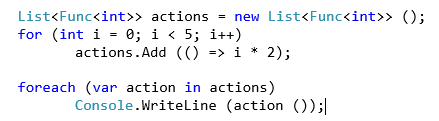 List<Func<int>> actions = new List<Func<int>> ();
for (int i = 0; i < 5; i++)
actions.Add (() => i * 2);
foreach (var action in actions)
Console.WriteLine (action ());